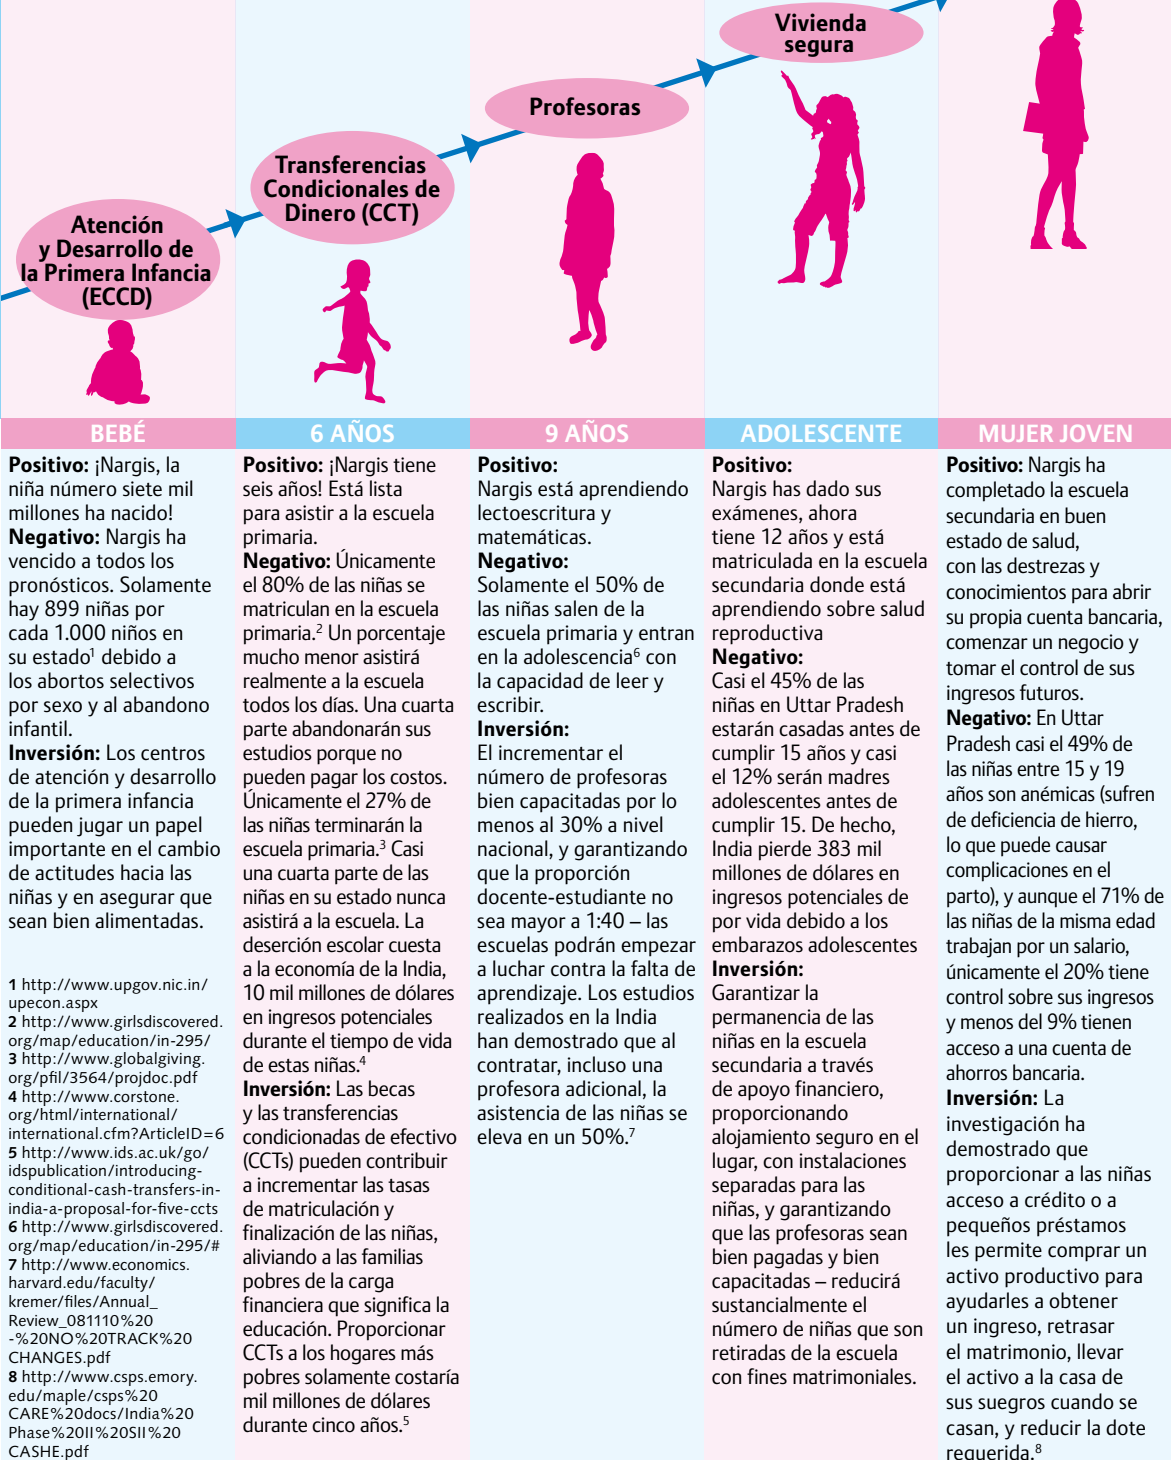 Vivienda
segura
Profesoras
Transferencias
Condicionales de
Dinero (CCT)
Atención
y Desarrollo de
la Primera Infancia
(ECCD)
BEBÉ
Positivo: ¡Nargis, la
niña número siete mil
millones ha nacido!
Negativo: Nargis ha
vencido a todos los
pronósticos. Solamente
hay 899 niñas por
cada 1.000 niños en
su estado1 debido a
los abortos selectivos
por sexo y al abandono
infantil.
Inversión: Los centros
de atención y desarrollo
de la primera infancia
pueden jugar un papel
importante en el cambio
de actitudes hacia las
niñas y en asegurar que
sean bien alimentadas.
1 http://www.upgov.nic.in/
upecon.aspx
2 http://www.girlsdiscovered.
org/map/education/in-295/
3 http://www.globalgiving.
org/pfil/3564/projdoc.pdf
4 http://www.corstone.
org/html/international/
international.cfm?ArticleID=6
5 http://www.ids.ac.uk/go/
idspublication/introducing-
conditional-cash-transfers-in-
india-a-proposal-for-five-ccts
6 http://www.girlsdiscovered.
org/map/education/in-295/#
7 http://www.economics.
harvard.edu/faculty/
kremer/files/Annual_
Review_081110%20
-%20NO%20TRACK%20
CHANGES.pdf
8 http://www.csps.emory.
edu/maple/csps%20
CARE%20docs/India%20
Phase%20II%20SII%20
CASHE.pdf
6 AÑOS
Positivo: ¡Nargis tiene
seis años! Está lista
para asistir a la escuela
primaria.
Negativo: Únicamente
el 80% de las niñas se
matriculan en la escuela
primaria.2 Un porcentaje
mucho menor asistirá
realmente a la escuela
todos los días. Una cuarta
parte abandonarán sus
estudios porque no
pueden pagar los costos.
Únicamente el 27% de
las niñas terminarán la
escuela primaria.3 Casi
una cuarta parte de las
niñas en su estado nunca
asistirá a la escuela. La
deserción escolar cuesta
a la economía de la India,
10 mil millones de dólares
en ingresos potenciales
durante el tiempo de vida
de estas niñas.4
Inversión: Las becas
y las transferencias
condicionadas de efectivo
(CCTs) pueden contribuir
a incrementar las tasas
de matriculación y
finalización de las niñas,
aliviando a las familias
pobres de la carga
financiera que significa la
educación. Proporcionar
CCTs a los hogares más
pobres solamente costaría
mil millones de dólares
durante cinco años.5
9 AÑOS
Positivo:
Nargis está aprendiendo
lectoescritura y
matemáticas.
Negativo:
Solamente el 50% de
las niñas salen de la
escuela primaria y entran
en la adolescencia6 con
la capacidad de leer y
escribir.
Inversión:
El incrementar el
número de profesoras
bien capacitadas por lo
menos al 30% a nivel
nacional, y garantizando
que la proporción
docente-estudiante no
sea mayor a 1:40 – las
escuelas podrán empezar
a luchar contra la falta de
aprendizaje. Los estudios
realizados en la India
han demostrado que al
contratar, incluso una
profesora adicional, la
asistencia de las niñas se
eleva en un 50%.7
ADOLESCENTE
Positivo:
Nargis has dado sus
exámenes, ahora
tiene 12 años y está
matriculada en la escuela
secundaria donde está
aprendiendo sobre salud
reproductiva
Negativo:
Casi el 45% de las
niñas en Uttar Pradesh
estarán casadas antes de
cumplir 15 años y casi
el 12% serán madres
adolescentes antes de
cumplir 15. De hecho,
India pierde 383 mil
millones de dólares en
ingresos potenciales de
por vida debido a los
embarazos adolescentes
Inversión:
Garantizar la
permanencia de las
niñas en la escuela
secundaria a través
de apoyo financiero,
proporcionando
alojamiento seguro en el
lugar, con instalaciones
separadas para las
niñas, y garantizando
que las profesoras sean
bien pagadas y bien
capacitadas – reducirá
sustancialmente el
número de niñas que son
retiradas de la escuela
con fines matrimoniales.
MUJER JOVEN
Positivo: Nargis ha
completado la escuela
secundaria en buen
estado de salud,
con las destrezas y
conocimientos para abrir
su propia cuenta bancaria,
comenzar un negocio y
tomar el control de sus
ingresos futuros.
Negativo: En Uttar
Pradesh casi el 49% de
las niñas entre 15 y 19
años son anémicas (sufren
de deficiencia de hierro,
lo que puede causar
complicaciones en el
parto), y aunque el 71% de
las niñas de la misma edad
trabajan por un salario,
únicamente el 20% tiene
control sobre sus ingresos
y menos del 9% tienen
acceso a una cuenta de
ahorros bancaria.
Inversión: La
investigación ha
demostrado que
proporcionar a las niñas
acceso a crédito o a
pequeños préstamos
les permite comprar un
activo productivo para
ayudarles a obtener
un ingreso, retrasar
el matrimonio, llevar
el activo a la casa de
sus suegros cuando se
casan, y reducir la dote
requerida.8